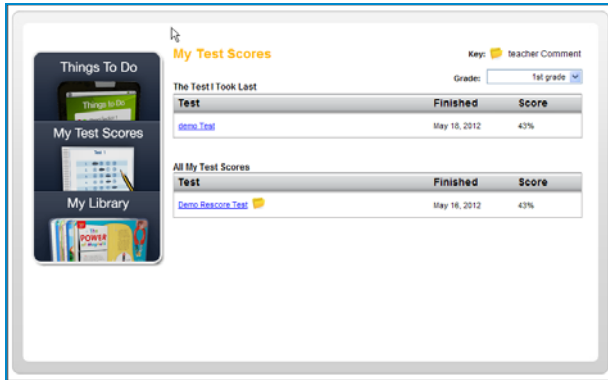 Things To Do
Things to Do
My Test Scores
Test 1
My Library
The
POWER
My Test Scores
Key: teacher Comment
Grade: 1st grade
The Test I Took Last
Test Finished Score
demo Test May 18, 2012 43%
All My Test Scores
Test Finished Score
Demo Rescore Test May 16, 2012 43%